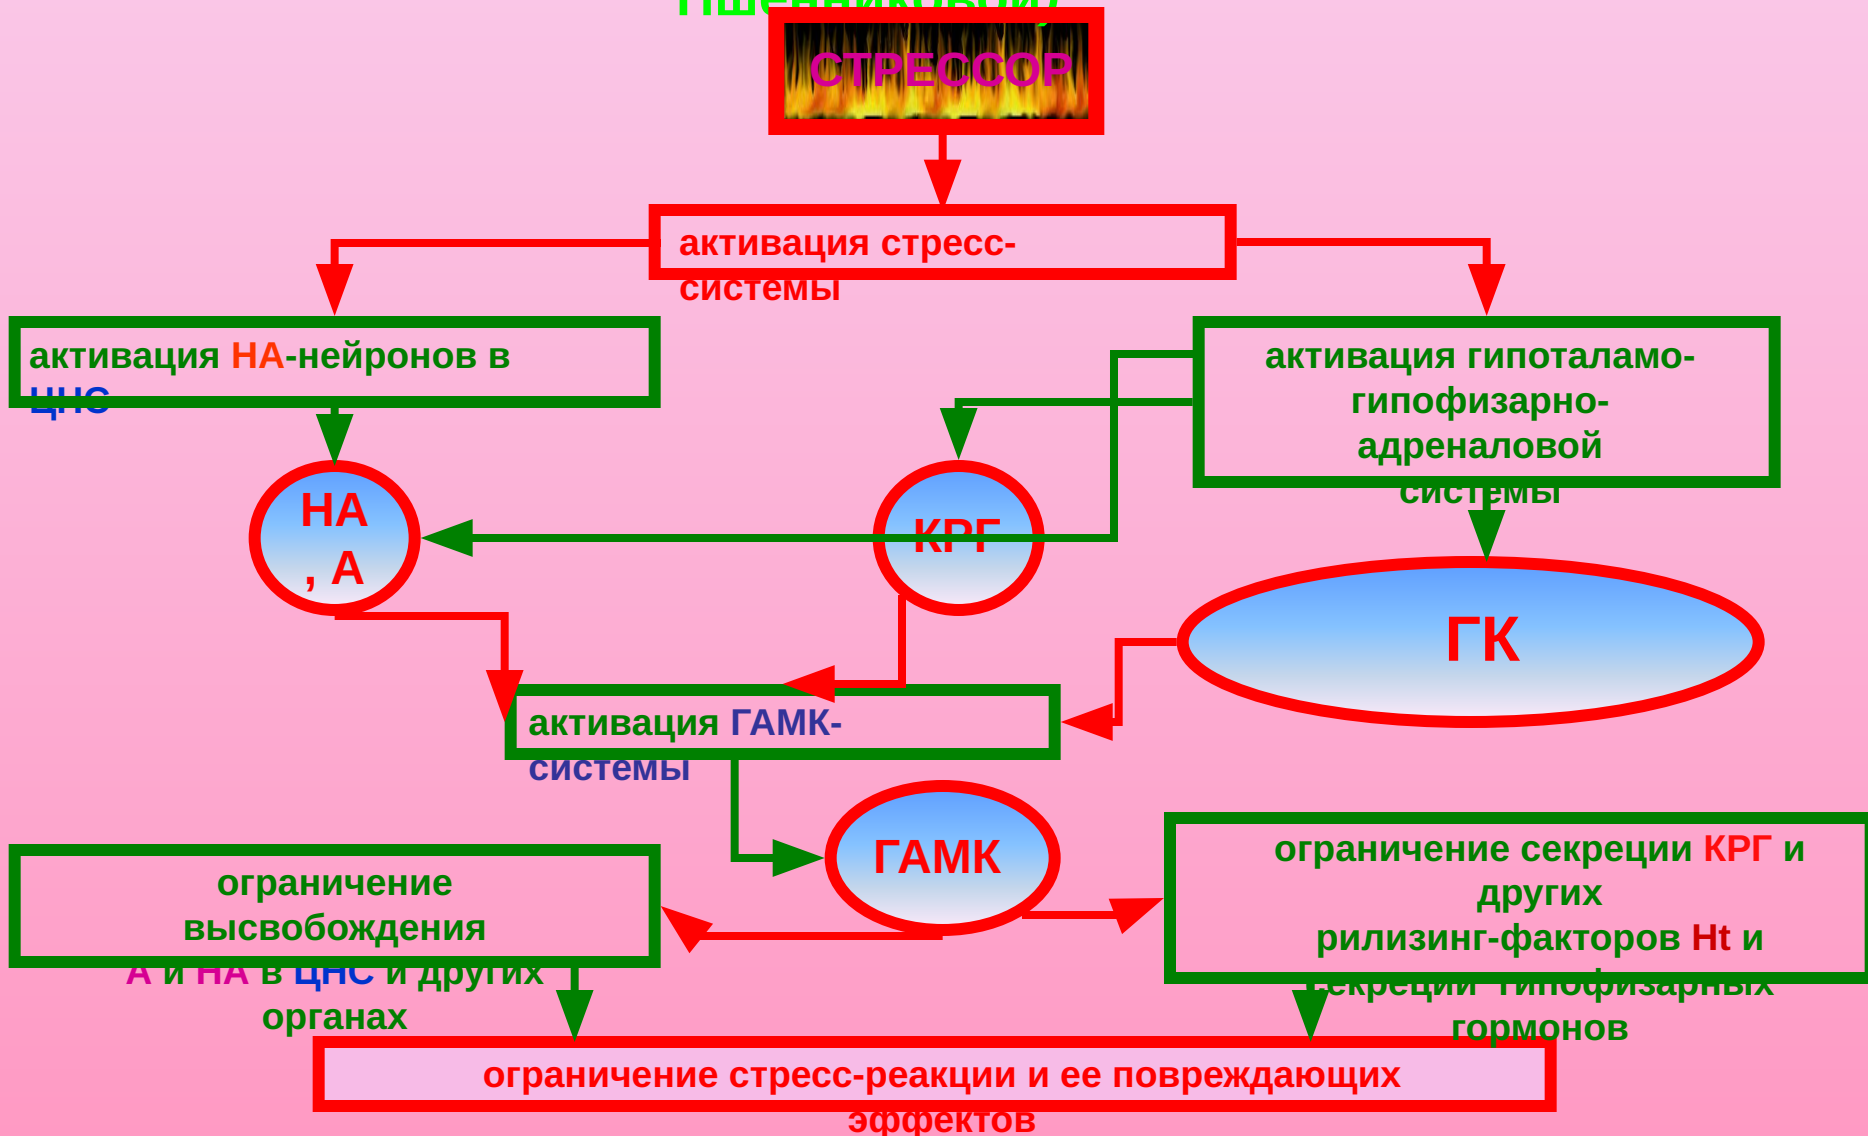 Пшенниковой)
СТРЕССОР
активация стресс-
системы
активация НА-нейронов в
ЦНС
активация гипоталамо-
гипофизарно-
адреналовой
системы
НА
, А
КРГ
ГК
активация ГАМК-
системы
ГАМК
ограничение
высвобождения
А и НА в ЦНС и других
органах
ограничение секреции КРГ и
других
рилизинг-факторов Ht и
секреции гипофизарных
гормонов
ограничение стресс-реакции и ее повреждающих
эффектов